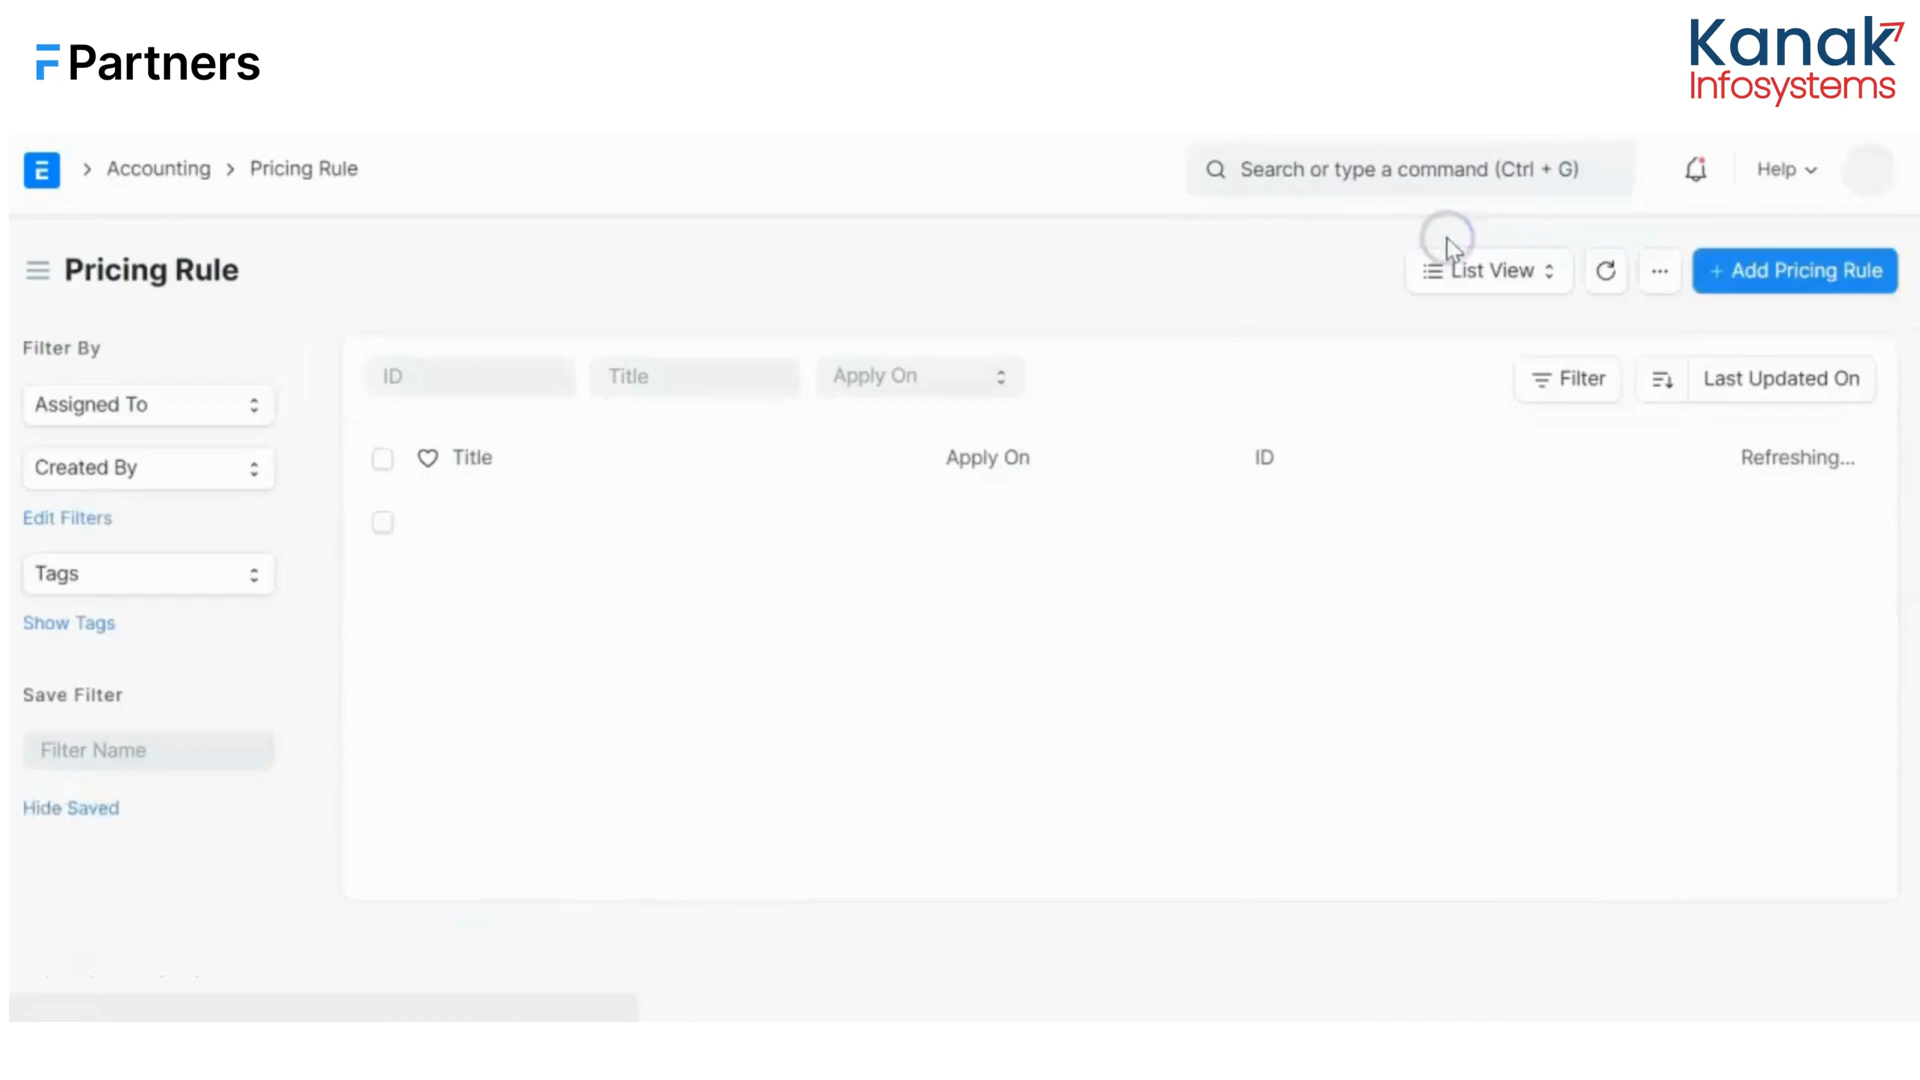 Partners
Kanak
Infosystems
E > Accounting > Pricing Rule
Search or type a command (Ctrl + G)
Help
Pricing Rule
List View
...
+ Add Pricing Rule
Filter By
ID
Title
Apply On
Filter
Last Updated On
Assigned To
Title
Apply On
ID
Refreshing...
Created By
Edit Filters
Tags
Show Tags
Save Filter
Filter Name
Hide Saved